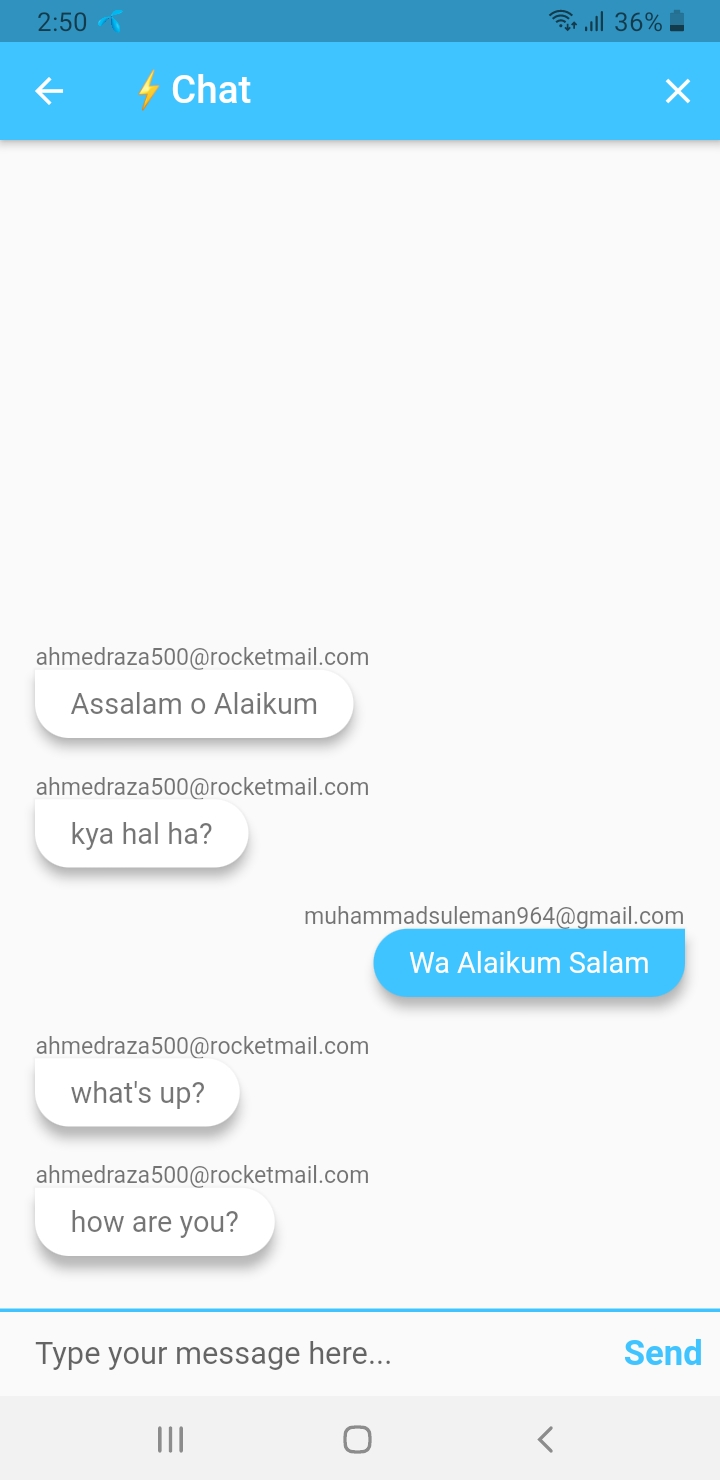 2:50 36%
⚡Chat
ahmedraza500@rocketmail.com
Assalam o Alaikum
ahmedraza500@rocketmail.com
kya hal ha?
muhammadsuleman964@gmail.com
Wa Alaikum Salam
ahmedraza500@rocketmail.com
what's up?
ahmedraza500@rocketmail.com
how are you?
Type your message here... Send